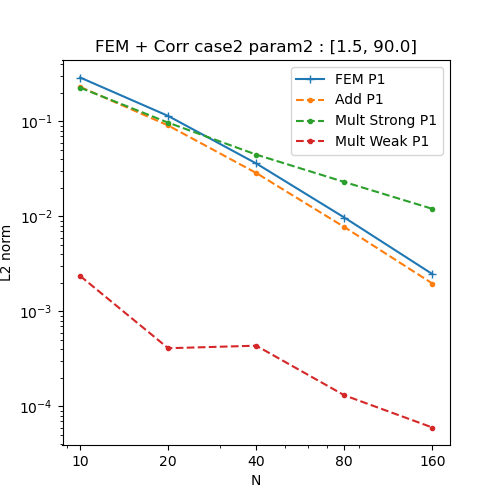 FEM + Corr case2 param2 : [1.5, 90.0]
FEM P1
Add P1
Mult Strong P1
Mult Weak P1
10⁻¹
10⁻²
10⁻³
10⁻⁴
L2 norm
10 20 40 80 160
N